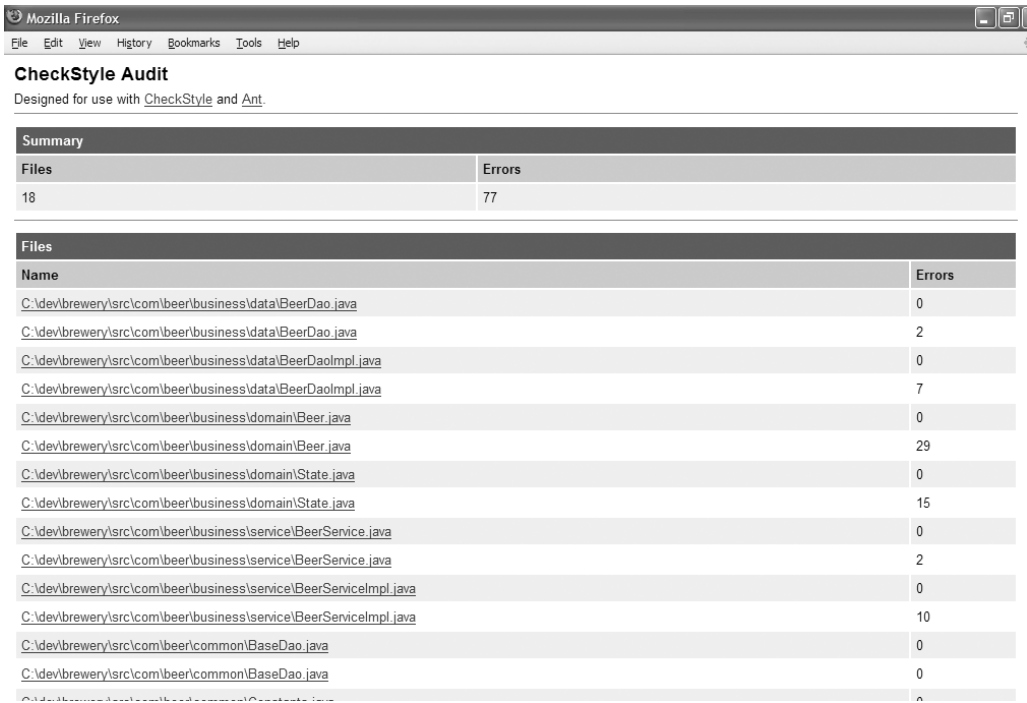 Mozilla Firefox
File Edit View History Bookmarks Tools Help
CheckStyle Audit
Designed for use with CheckStyle and Ant.
Summary
Files Errors
18 77
Files
Name Errors
C:\dev\brewery\src\com\beer\business\data\BeerDao.java 0
C:\dev\brewery\src\com\beer\business\data\BeerDao.java 2
C:\dev\brewery\src\com\beer\business\data\BeerDaoImpl.java 0
C:\dev\brewery\src\com\beer\business\data\BeerDaoImpl.java 7
C:\dev\brewery\src\com\beer\business\domain\Beer.java 0
C:\dev\brewery\src\com\beer\business\domain\Beer.java 29
C:\dev\brewery\src\com\beer\business\domain\State.java 0
C:\dev\brewery\src\com\beer\business\domain\State.java 15
C:\dev\brewery\src\com\beer\business\service\BeerService.java 0
C:\dev\brewery\src\com\beer\business\service\BeerService.java 2
C:\dev\brewery\src\com\beer\business\service\BeerServiceImpl.java 0
C:\dev\brewery\src\com\beer\business\service\BeerServiceImpl.java 10
C:\dev\brewery\src\com\beer\common\BaseDao.java 0
C:\dev\brewery\src\com\beer\common\BaseDao.java 0